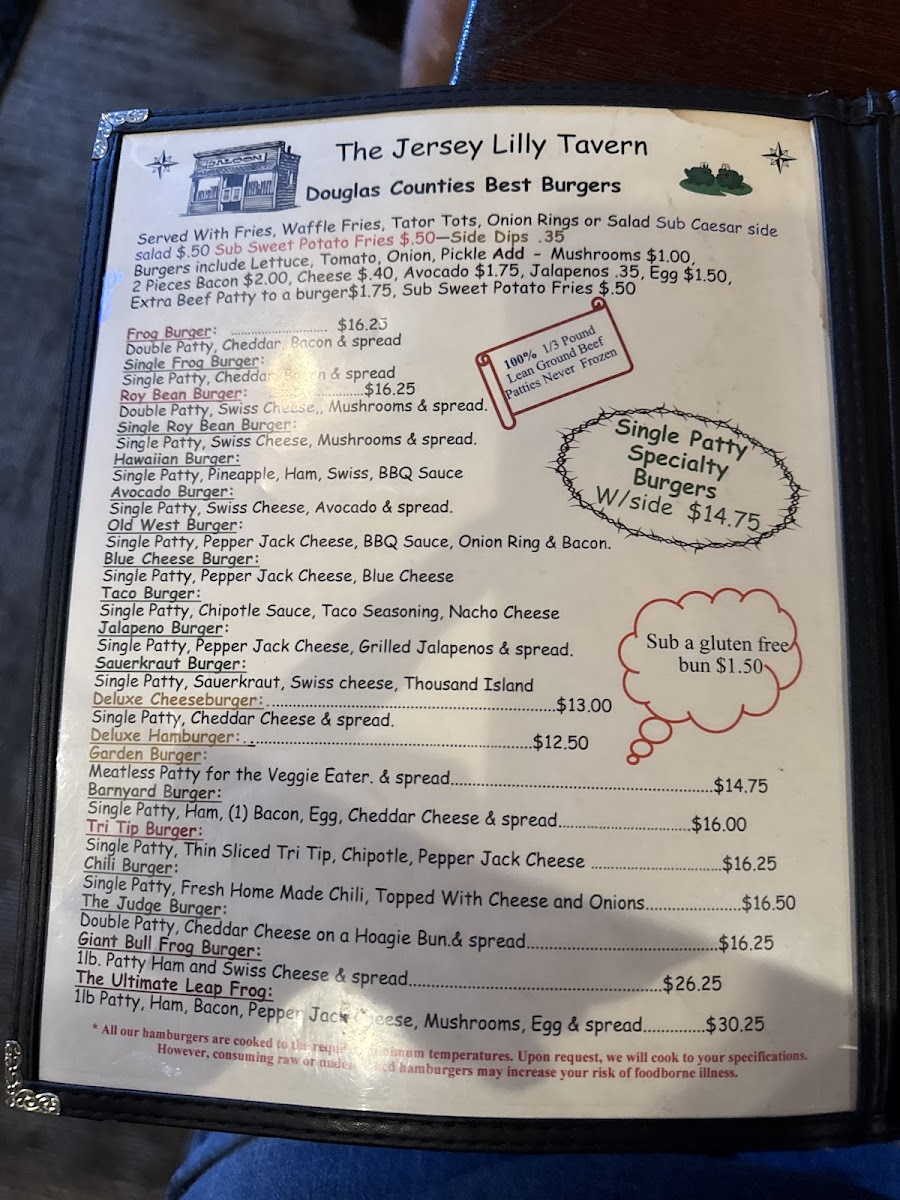 SALOON
The Jersey Lilly Tavern
Douglas Counties Best Burgers
Served With Fries, Waffle Fries, Tator Tots, Onion Rings or Salad Sub Caesar side
salad $.50 Sub Sweet Potato Fries $.50—Side Dips .35
Burgers include Lettuce, Tomato, Onion, Pickle Add - Mushrooms $1.00,
2 Pieces Bacon $2.00, Cheese $.40, Avocado $1.75, Jalapenos .35, Egg $1.50,
Extra Beef Patty to a burger$1.75, Sub Sweet Potato Fries $.50
100% 1/3 Pound
Lean Ground Beef
Patties Never Frozen
Frog Burger: ............................ $16.25
Double Patty, Cheddar, Bacon & spread
Single Frog Burger:
Single Patty, Cheddar & spread
Roy Bean Burger: ..............$16.25
Double Patty, Swiss Cheese,, Mushrooms & spread.
Single Roy Bean Burger:
Single Patty, Swiss Cheese, Mushrooms & spread.
Hawaiian Burger:
Single Patty, Pineapple, Ham, Swiss, BBQ Sauce
Avocado Burger:
Single Patty, Swiss Cheese, Avocado & spread.
Old West Burger:
Single Patty, Pepper Jack Cheese, BBQ Sauce, Onion Ring & Bacon.
Blue Cheese Burger:
Single Patty, Pepper Jack Cheese, Blue Cheese
Taco Burger:
Single Patty, Chipotle Sauce, Taco Seasoning, Nacho Cheese
Jalapeno Burger:
Single Patty, Pepper Jack Cheese, Grilled Jalapenos & spread.
Sauerkraut Burger:
Single Patty, Sauerkraut, Swiss cheese, Thousand Island
Single Patty
Specialty
Burgers
W/side $14.75
Sub a gluten free
bun $1.50
Deluxe Cheeseburger:............................................................$13.00
Single Patty, Cheddar Cheese & spread.
Deluxe Hamburger:............................................................$12.50
Garden Burger:
Meatless Patty for the Veggie Eater. & spread.......................................................$14.75
Barnyard Burger:
Single Patty, Ham, (1) Bacon, Egg, Cheddar Cheese & spread...........................$16.00
Tri Tip Burger:
Single Patty, Thin Sliced Tri Tip, Chipotle, Pepper Jack Cheese ..........................$16.25
Chili Burger:
Single Patty, Fresh Home Made Chili, Topped With Cheese and Onions...................$16.50
The Judge Burger:
Double Patty, Cheddar Cheese on a Hoagie Bun.& spread.......................................$16.25
Giant Bull Frog Burger:
1lb. Patty Ham and Swiss Cheese & spread....................................................$26.25
The Ultimate Leap Frog:
1lb Patty, Ham, Bacon, Pepper Jack Cheese, Mushrooms, Egg & spread.............$30.25
* All our hamburgers are cooked to the minimum temperatures. Upon request, we will cook to your specifications.
However, consuming raw or hamburgers may increase your risk of foodborne illness.